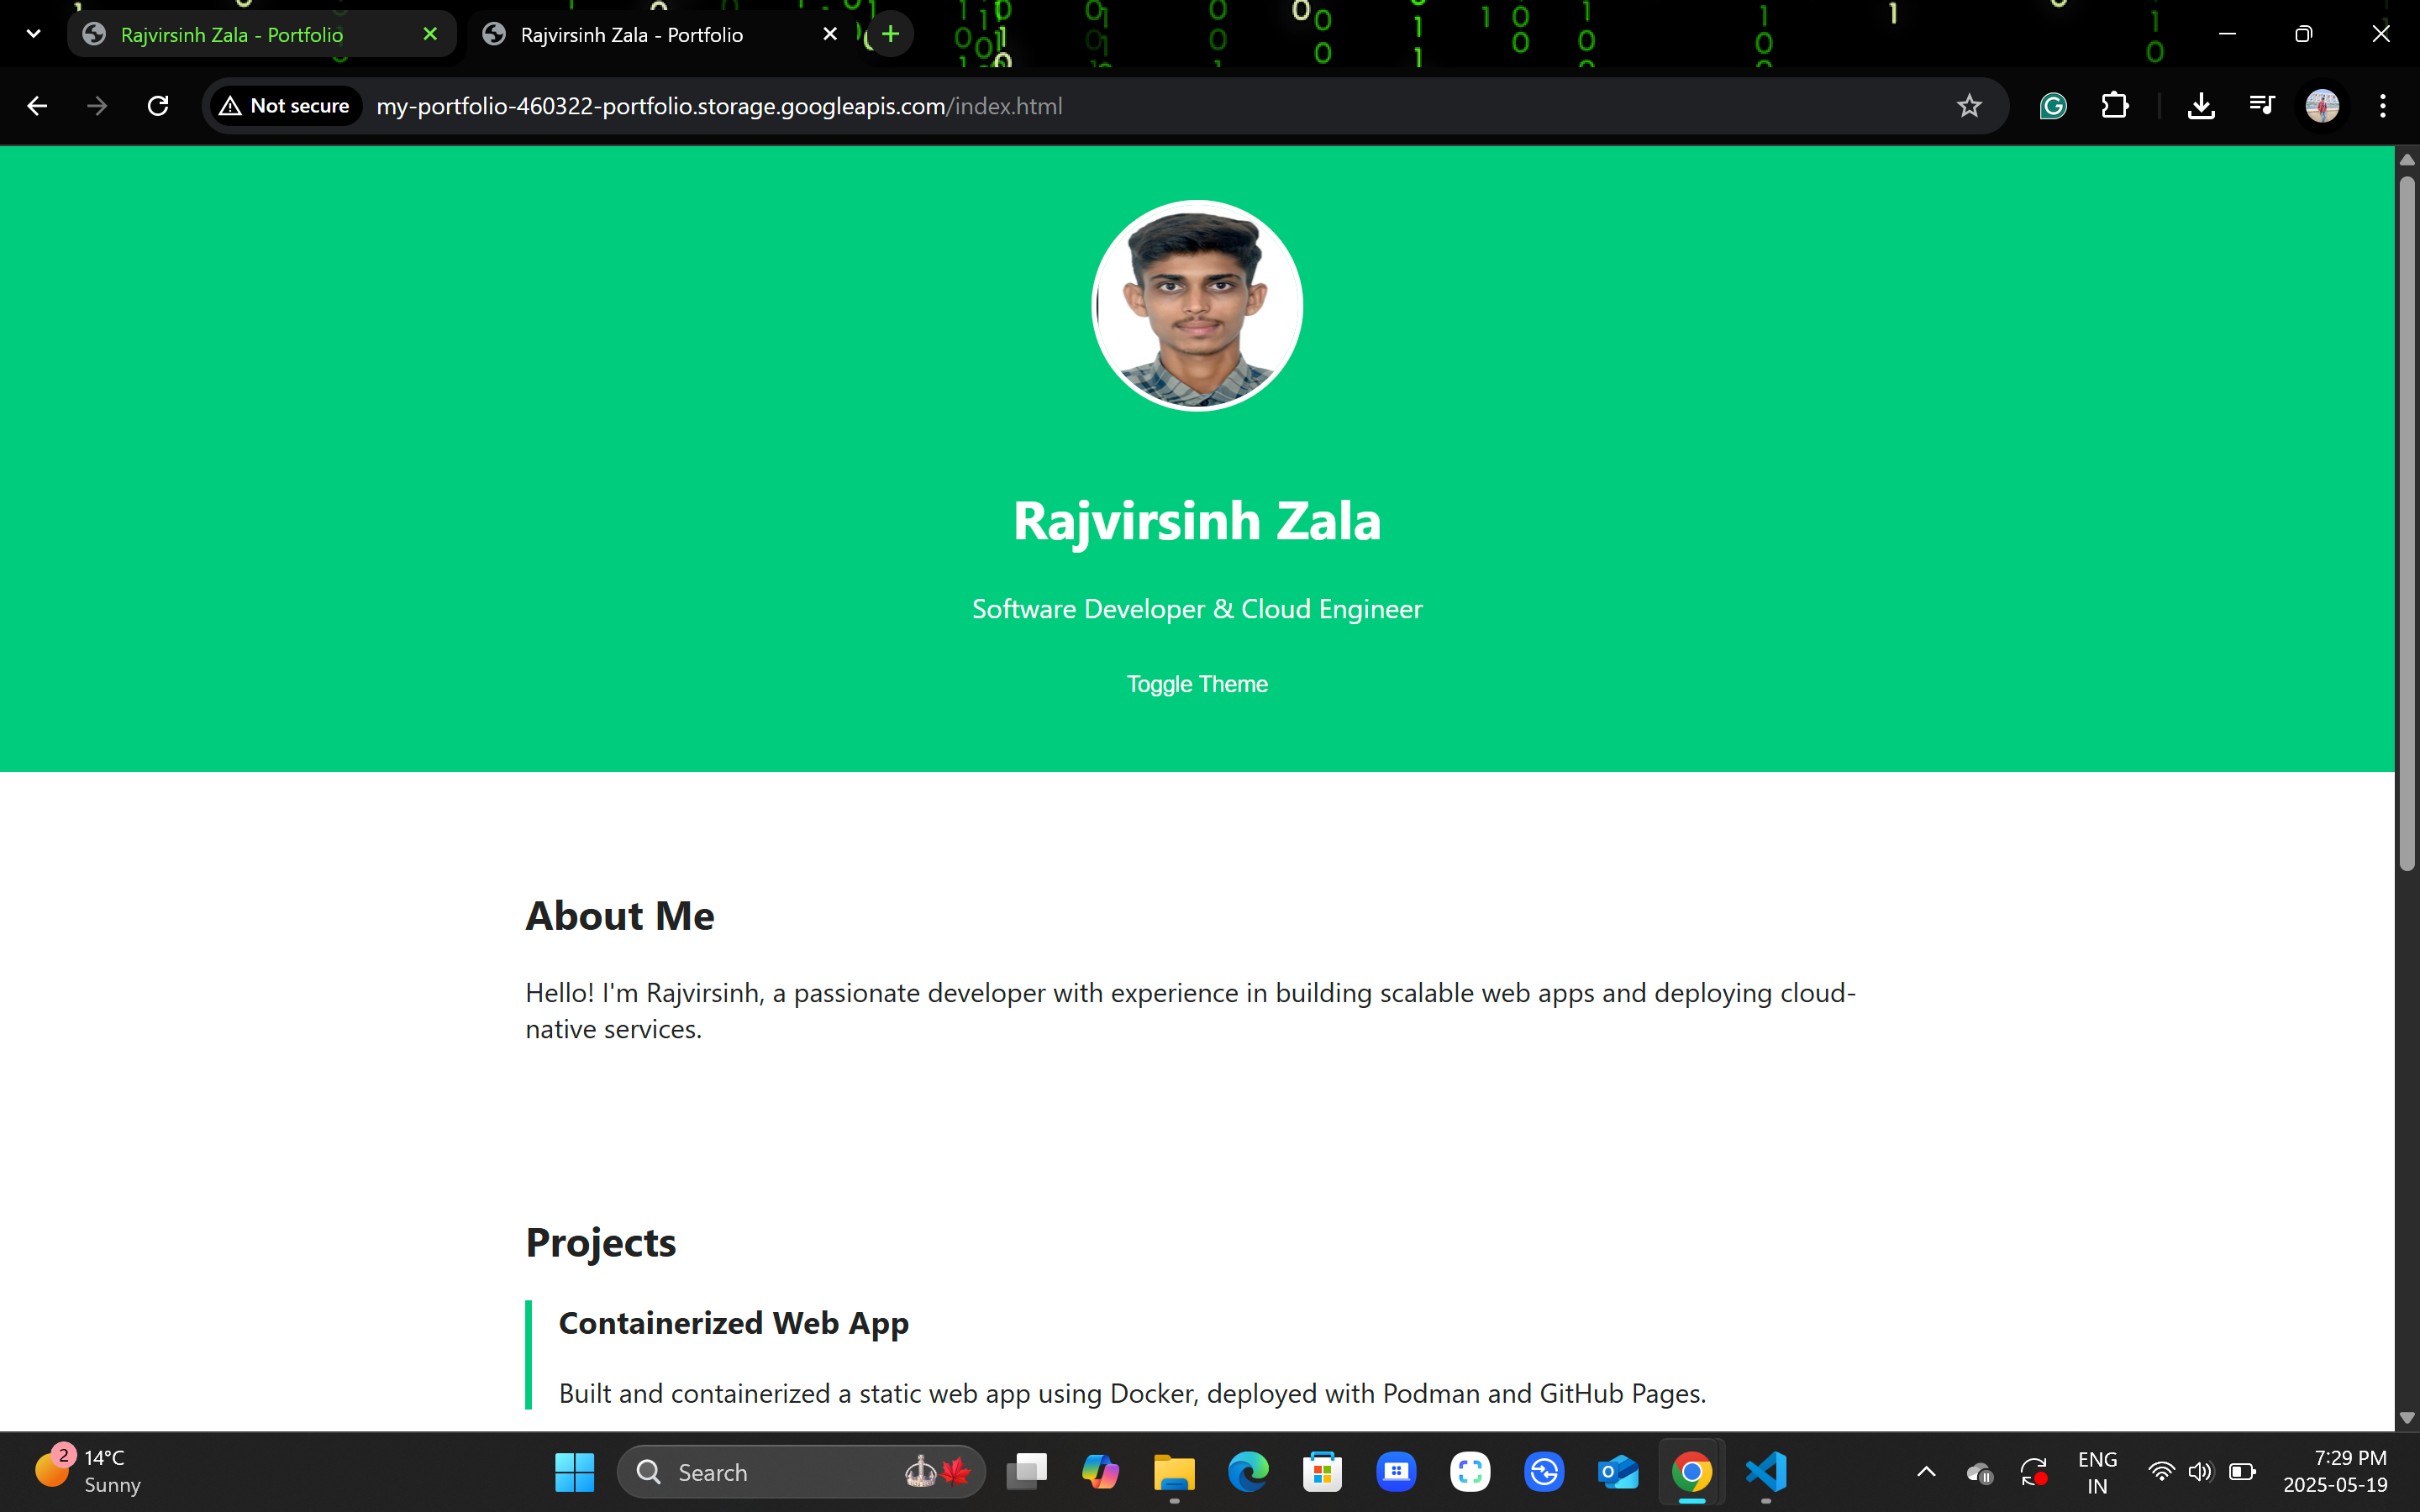 Rajvirsinh Zala - Portfolio
Rajvirsinh Zala - Portfolio
Not secure
my-portfolio-460322-portfolio.storage.googleapis.com/index.html
Rajvirsinh Zala
Software Developer & Cloud Engineer
Toggle Theme
About Me
Hello! I'm Rajvirsinh, a passionate developer with experience in building scalable web apps and deploying cloud-
native services.
Projects
Containerized Web App
Built and containerized a static web app using Docker, deployed with Podman and GitHub Pages.
2
14°C
Sunny
Search
ENG
IN
7:29 PM
2025-05-19